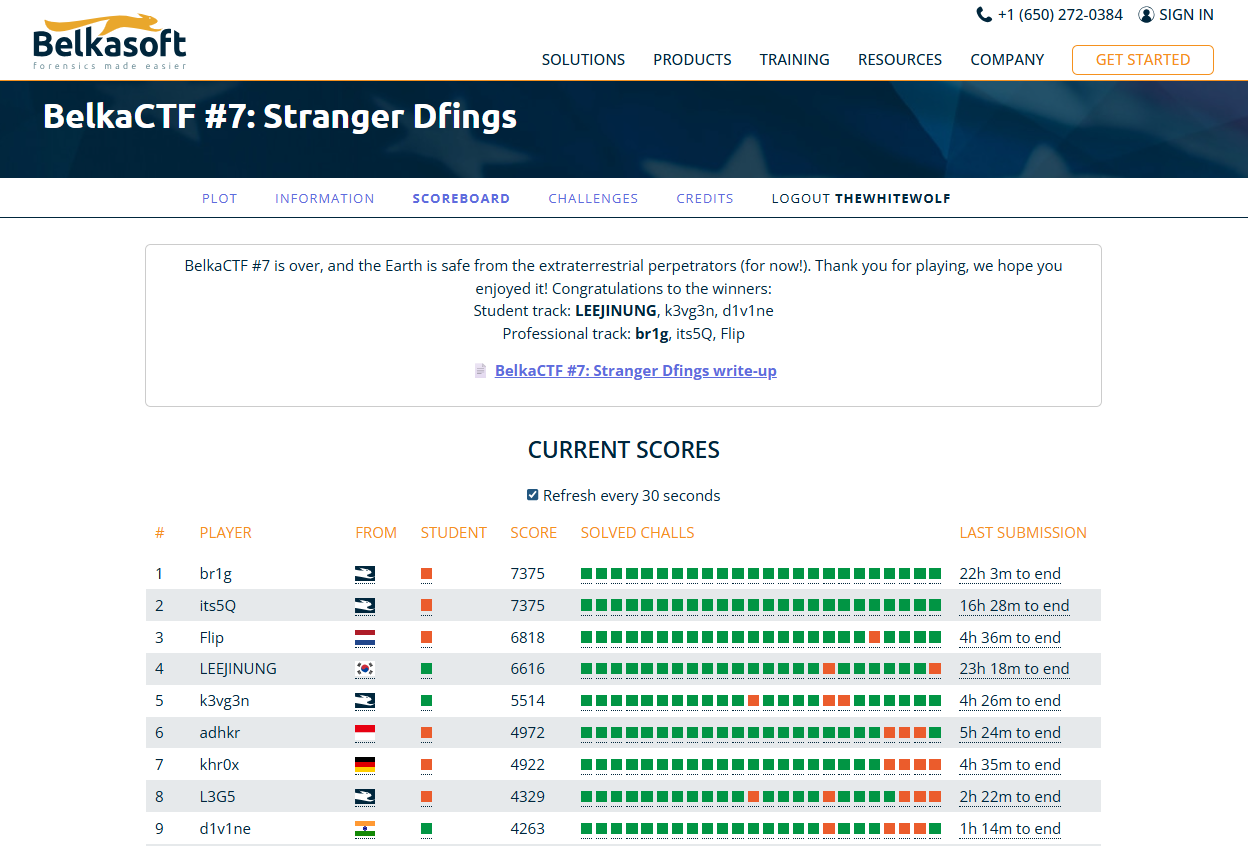 Belkasoft
forensics made easier
+1 (650) 272-0384 SIGN IN
SOLUTIONS PRODUCTS TRAINING RESOURCES COMPANY GET STARTED
BelkaCTF #7: Stranger Dfings
PLOT INFORMATION SCOREBOARD CHALLENGES CREDITS LOGOUT THEWHITEWOLF
BelkaCTF #7 is over, and the Earth is safe from the extraterrestrial perpetrators (for now!). Thank you for playing, we hope you
enjoyed it! Congratulations to the winners:
Student track: LEEJINUNG, k3vg3n, d1v1ne
Professional track: br1g, its5Q, Flip
BelkaCTF #7: Stranger Dfings write-up
CURRENT SCORES
Refresh every 30 seconds
# PLAYER FROM STUDENT SCORE SOLVED CHALLS LAST SUBMISSION
1 br1g 7375 22h 3m to end
2 its5Q 7375 16h 28m to end
3 Flip 6818 4h 36m to end
4 LEEJINUNG 6616 23h 18m to end
5 k3vg3n 5514 4h 26m to end
6 adhkr 4972 5h 24m to end
7 khr0x 4922 4h 35m to end
8 L3G5 4329 2h 22m to end
9 d1v1ne 4263 1h 14m to end